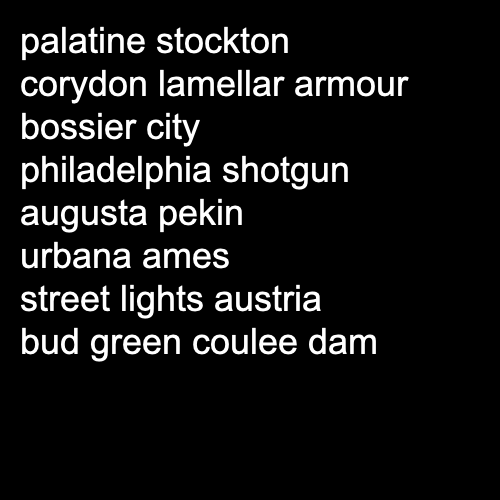 palatine stockton
corydon lamellar armour
bossier city
philadelphia shotgun
augusta pekin
urbana ames
street lights austria
bud green coulee dam